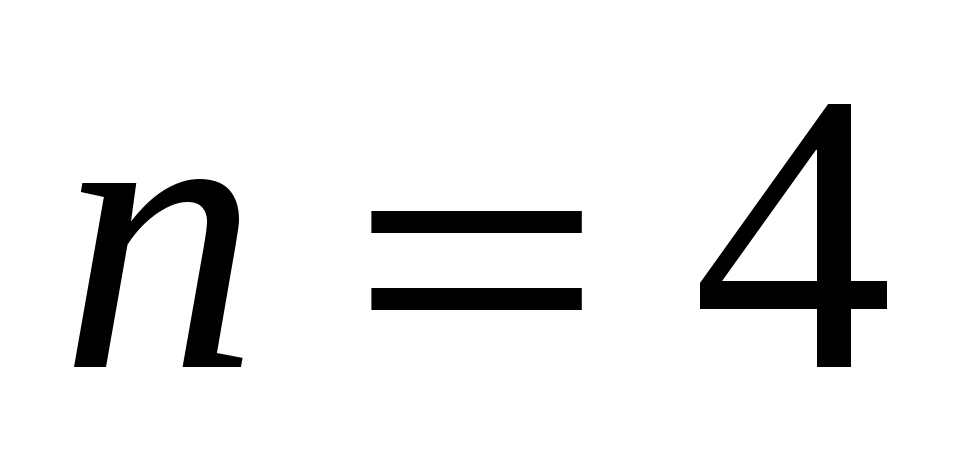 n = 4